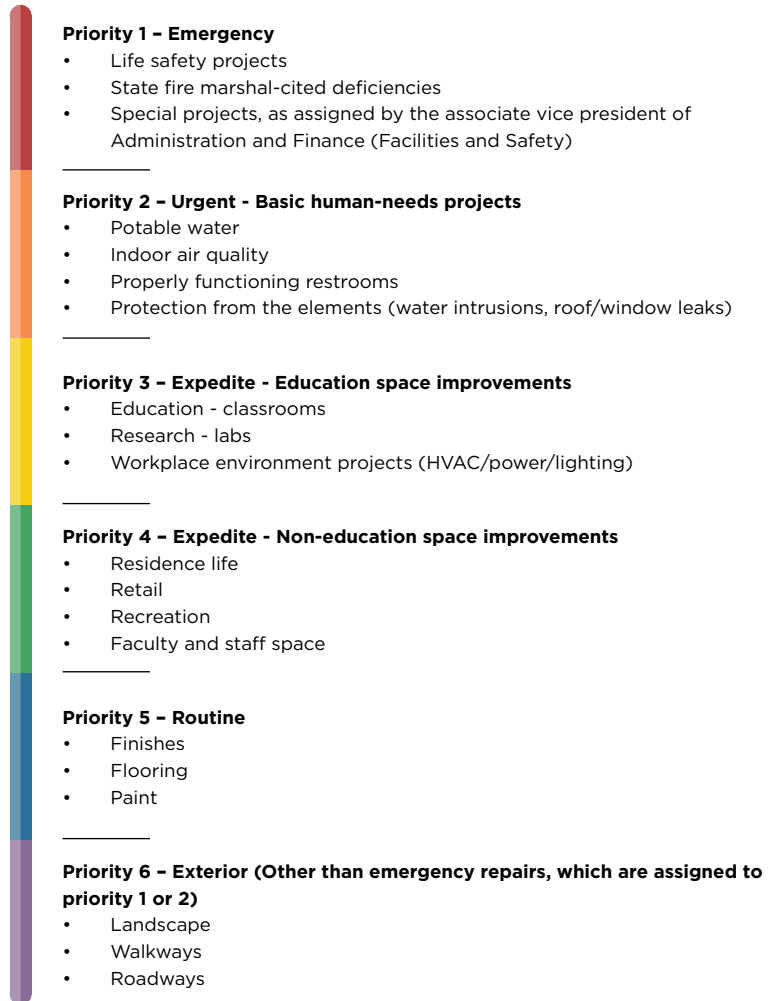 Priority 1 – Emergency
• Life safety projects
• State fire marshal-cited deficiencies
• Special projects, as assigned by the associate vice president of
Administration and Finance (Facilities and Safety)
Priority 2 – Urgent - Basic human-needs projects
• Potable water
• Indoor air quality
• Properly functioning restrooms
• Protection from the elements (water intrusions, roof/window leaks)
Priority 3 – Expedite - Education space improvements
• Education - classrooms
• Research - labs
• Workplace environment projects (HVAC/power/lighting)
Priority 4 – Expedite - Non-education space improvements
• Residence life
• Retail
• Recreation
• Faculty and staff space
Priority 5 – Routine
• Finishes
• Flooring
• Paint
Priority 6 – Exterior (Other than emergency repairs, which are assigned to
priority 1 or 2)
• Landscape
• Walkways
• Roadways